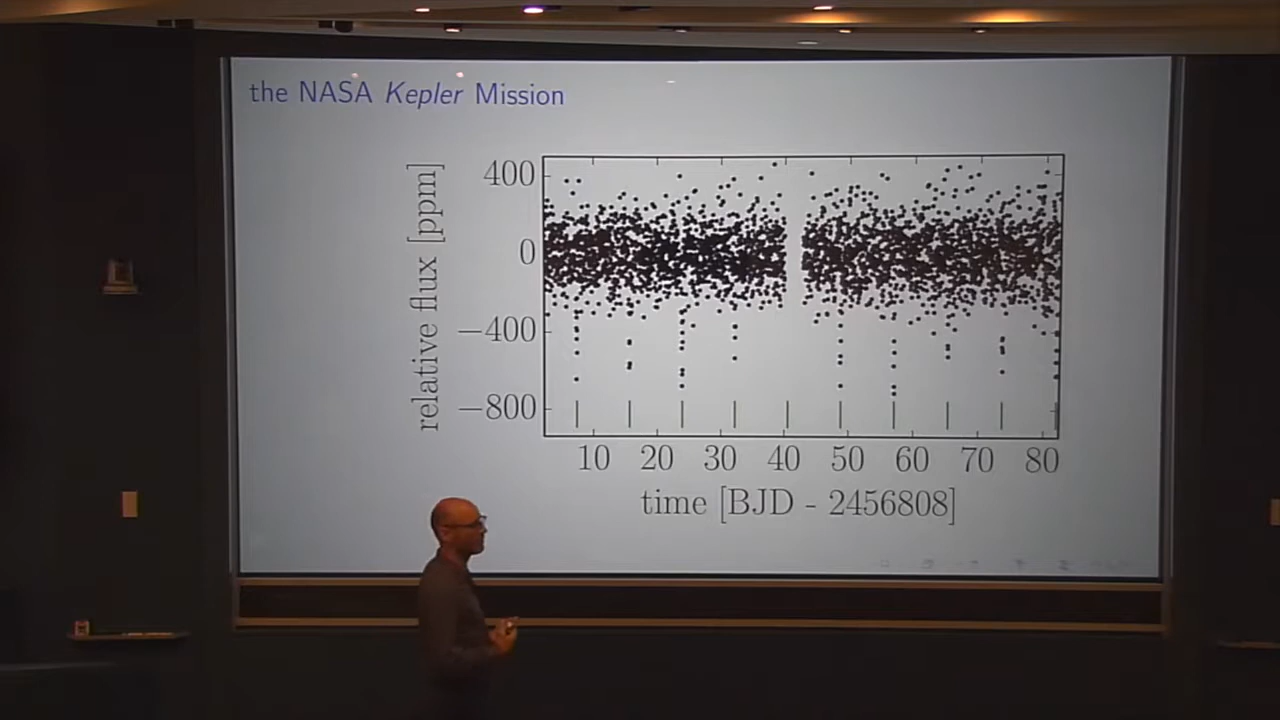 the NASA Kepler Mission
400
0
−400
−800
relative flux [ppm]
10 20 30 40 50 60 70 80
time [BJD - 2456808]